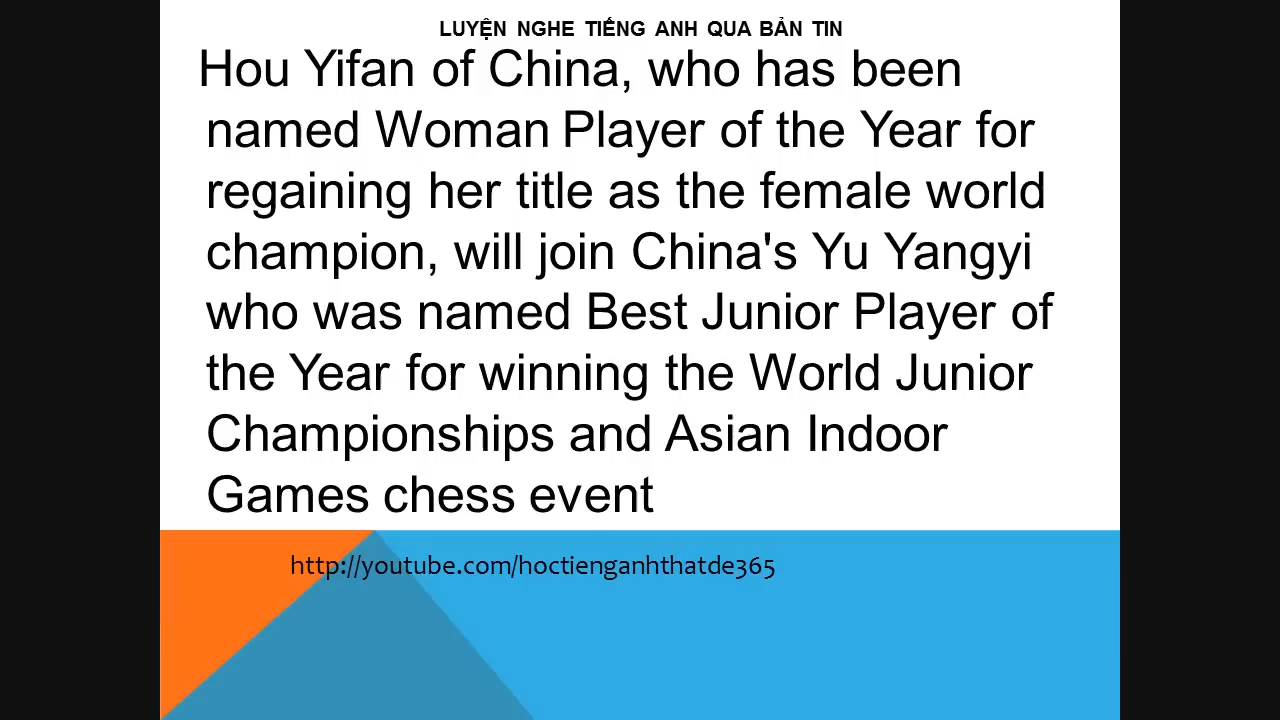 LUYỆN NGHE TIẾNG ANH QUA BẢN TIN
Hou Yifan of China, who has been
named Woman Player of the Year for
regaining her title as the female world
champion, will join China's Yu Yangyi
who was named Best Junior Player of
the Year for winning the World Junior
Championships and Asian Indoor
Games chess event
http://youtube.com/hoctienganhthatde365